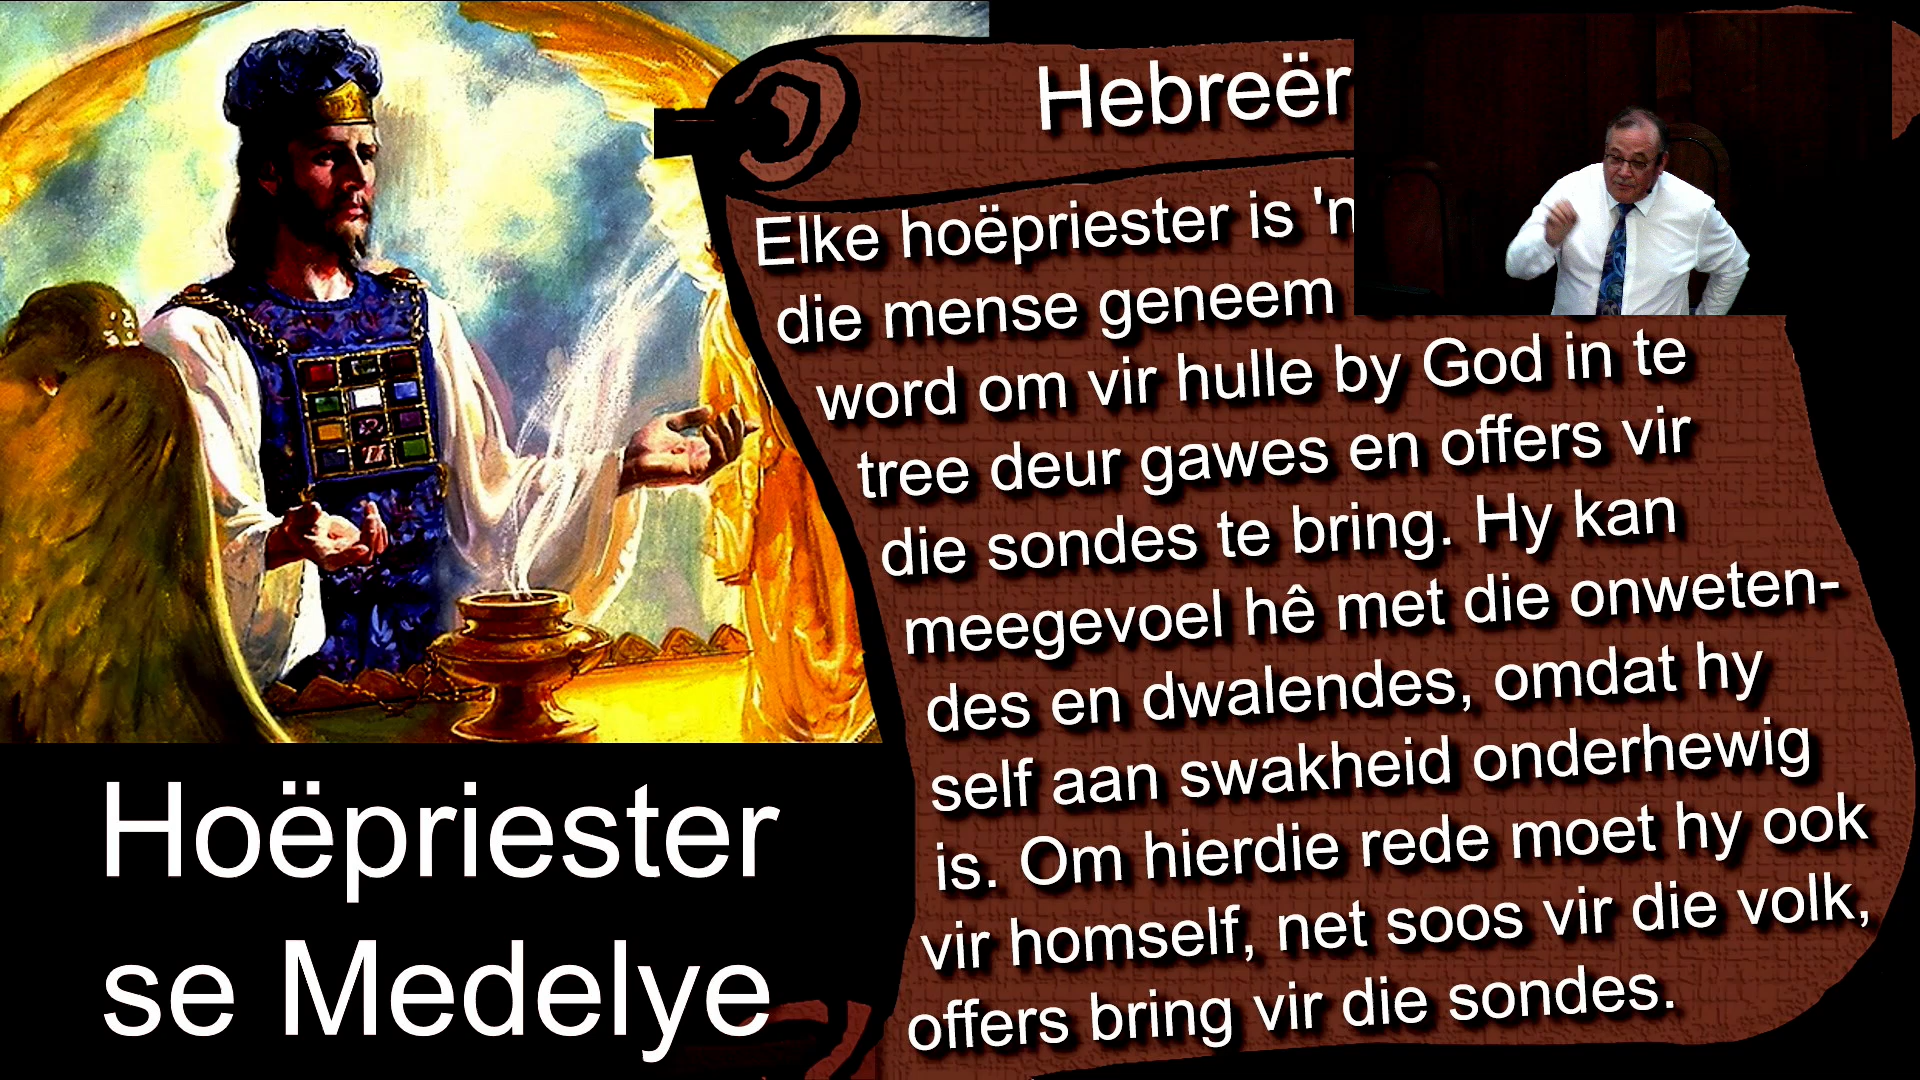 Hebreër
Elke hoëpriester is 'n
die mense geneem
word om vir hulle by God in te
tree deur gawes en offers vir
die sondes te bring. Hy kan
meegevoel hê met die onweten-
des en dwalendes, omdat hy
self aan swakheid onderhewig
is. Om hierdie rede moet hy ook
vir homself, net soos vir die volk,
offers bring vir die sondes.
Hoëpriester
se Medelye